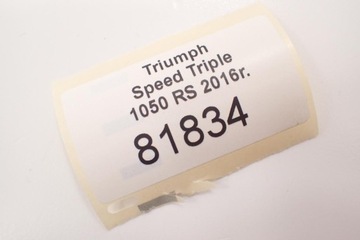 Triumph
Speed Triple
1050 RS 2016r.
81834